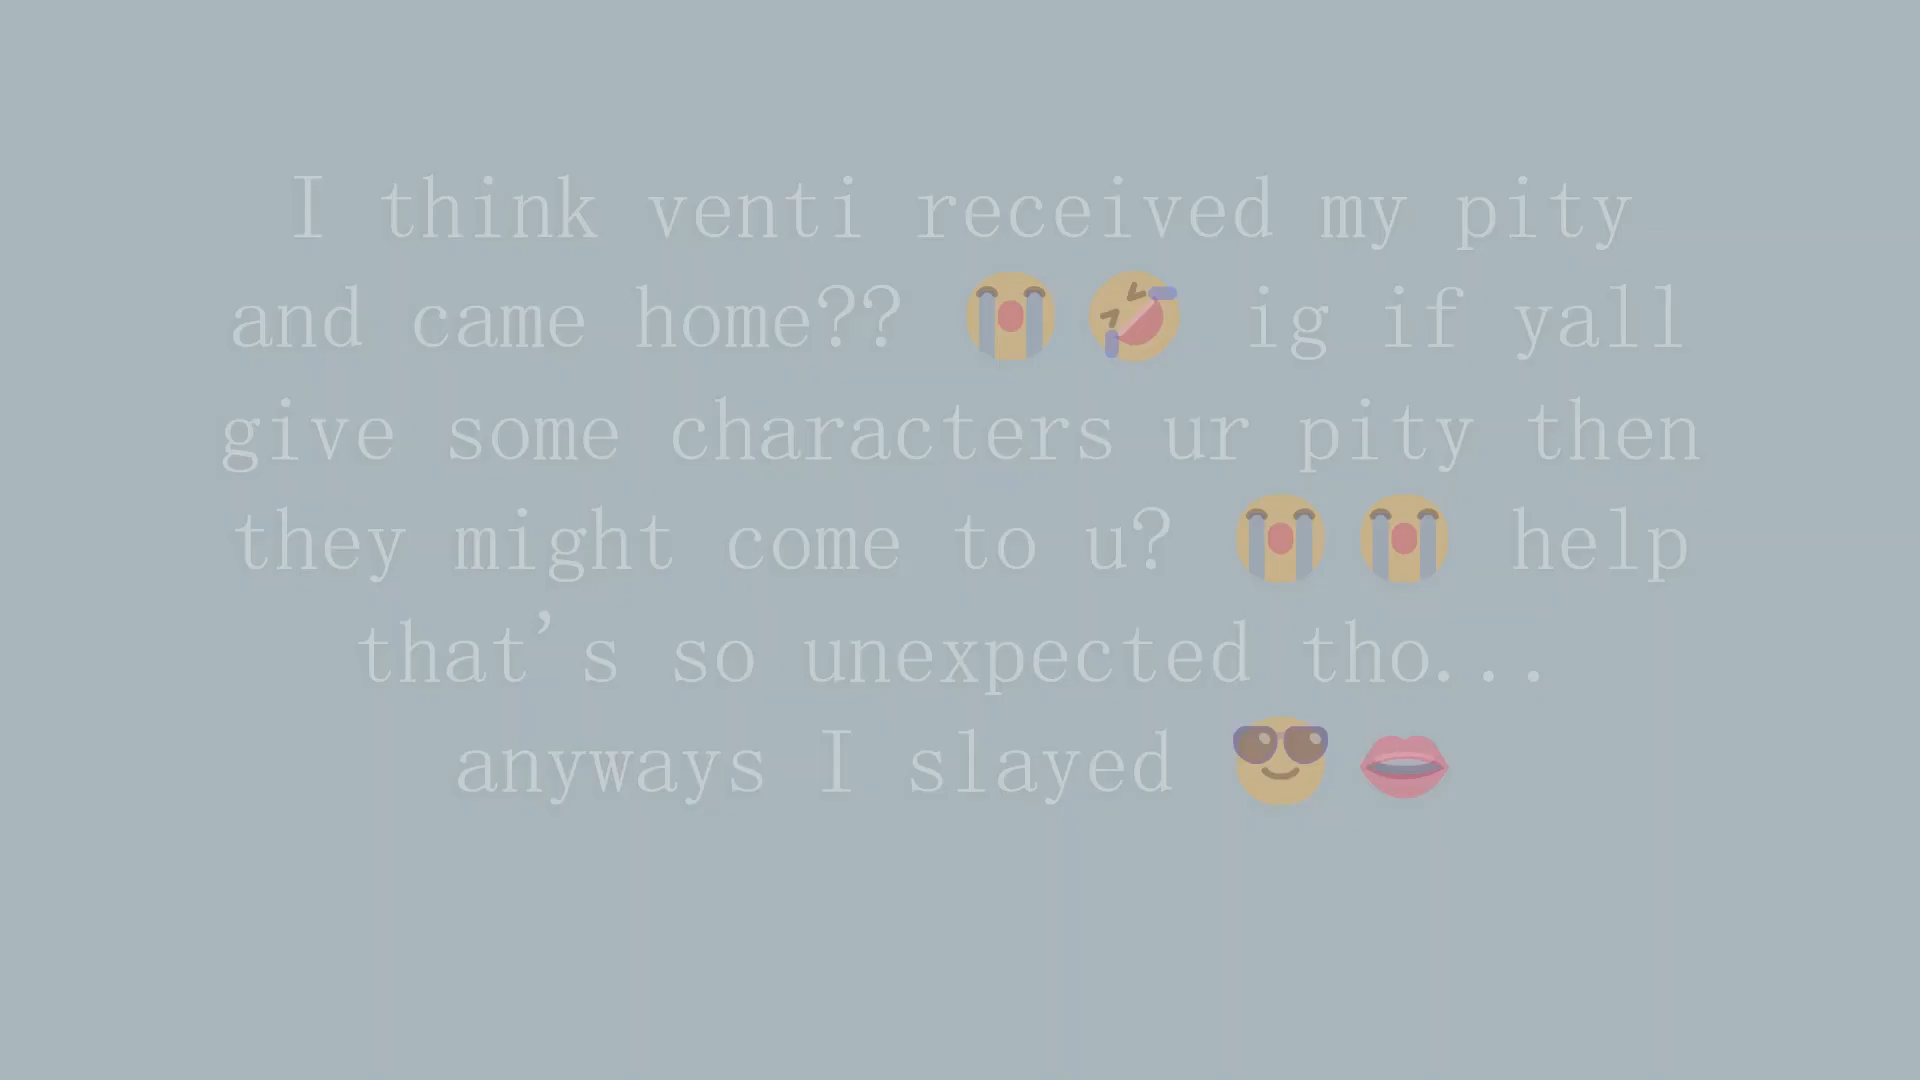 I think venti received my pity
and came home?? 😭🤣 ig if yall
give some characters ur pity then
they might come to u? 😭😭 help
that's so unexpected tho...
anyways I slayed 😎👄